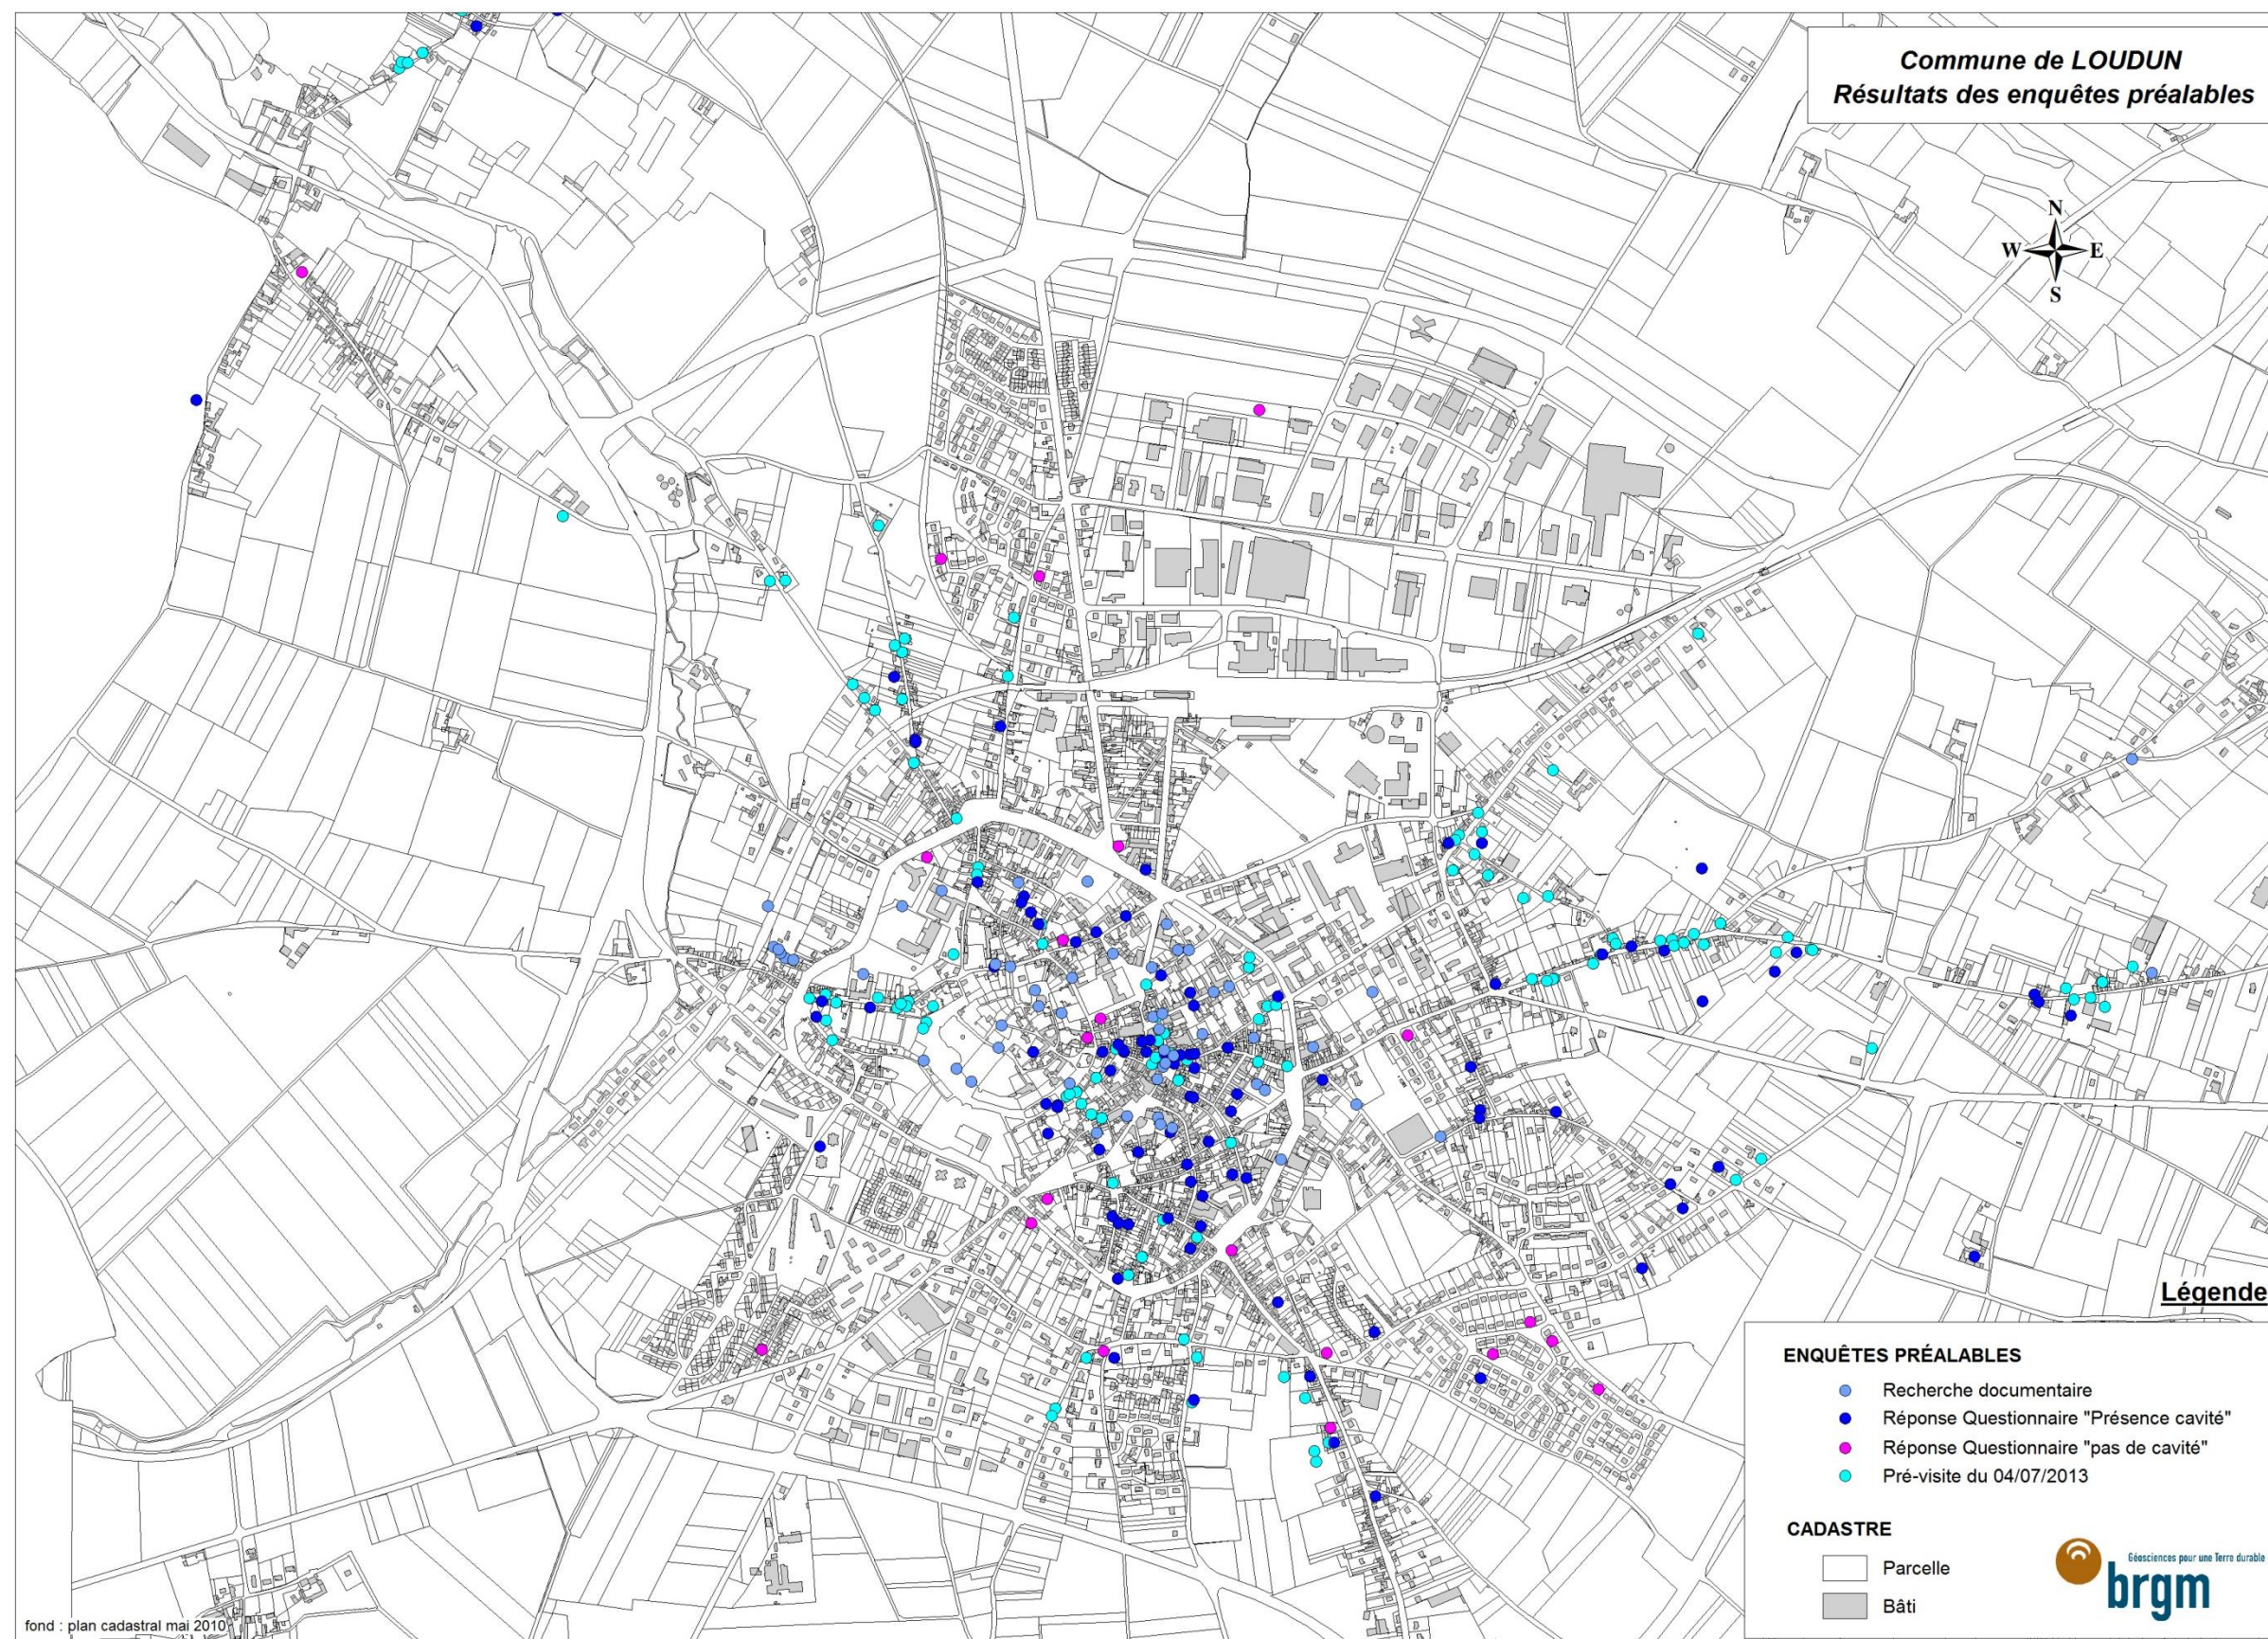 Commune de LOUDUN
Résultats des enquêtes préalables
N
W E
S
Légende
ENQUÊTES PRÉALABLES
Recherche documentaire
Réponse Questionnaire "Présence cavité"
Réponse Questionnaire "pas de cavité"
Pré-visite du 04/07/2013
CADASTRE
Parcelle
Bâti
Géosciences pour une Terre durable
brgm
fond : plan cadastral mai 2010